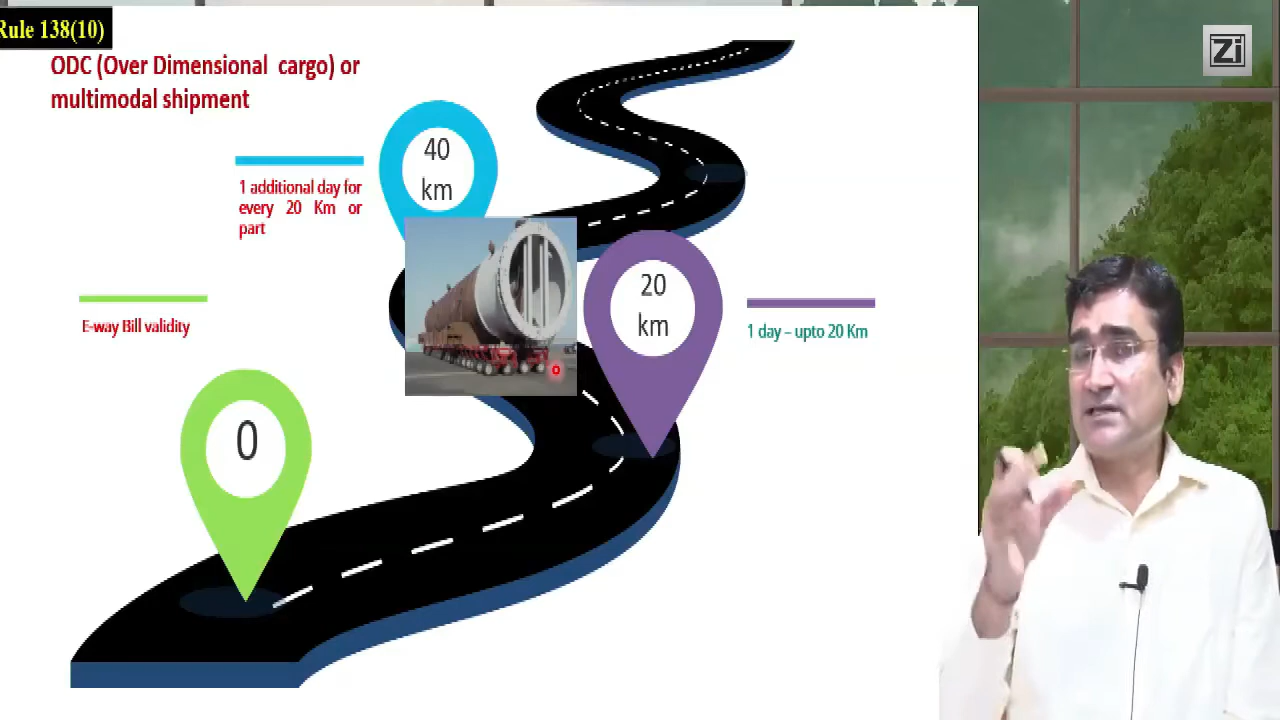 Rule 138(10)
ODC (Over Dimensional cargo) or
multimodal shipment
Zi
40
km
1 additional day for
every 20 Km or
part
20
km
E-way Bill validity
1 day – upto 20 Km
0